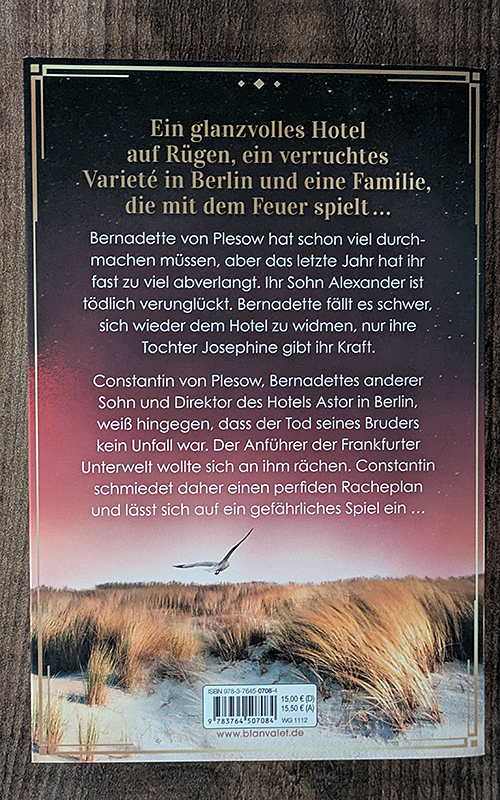 Ein glanzvolles Hotel
auf Rügen, ein verruchtes
Varieté in Berlin und eine Familie,
die mit dem Feuer spielt ...
Bernadette von Plesow hat schon viel durch-
machen müssen, aber das letzte Jahr hat ihr
fast zu viel abverlangt. Ihr Sohn Alexander ist
tödlich verunglückt. Bernadette fällt es schwer,
sich wieder dem Hotel zu widmen, nur ihre
Tochter Josephine gibt ihr Kraft.
Constantin von Plesow, Bernadettes anderer
Sohn und Direktor des Hotels Astor in Berlin,
weiß hingegen, dass der Tod seines Bruders
kein Unfall war. Der Anführer der Frankfurter
Unterwelt wollte sich an ihm rächen. Constantin
schmiedet daher einen perfiden Racheplan
und lässt sich auf ein gefährliches Spiel ein ...
ISBN 978-3-7645-0708-4
15,00 € (D)
15,50 € (A)
9 783764 507084 WG 1112
www.blanvalet.de